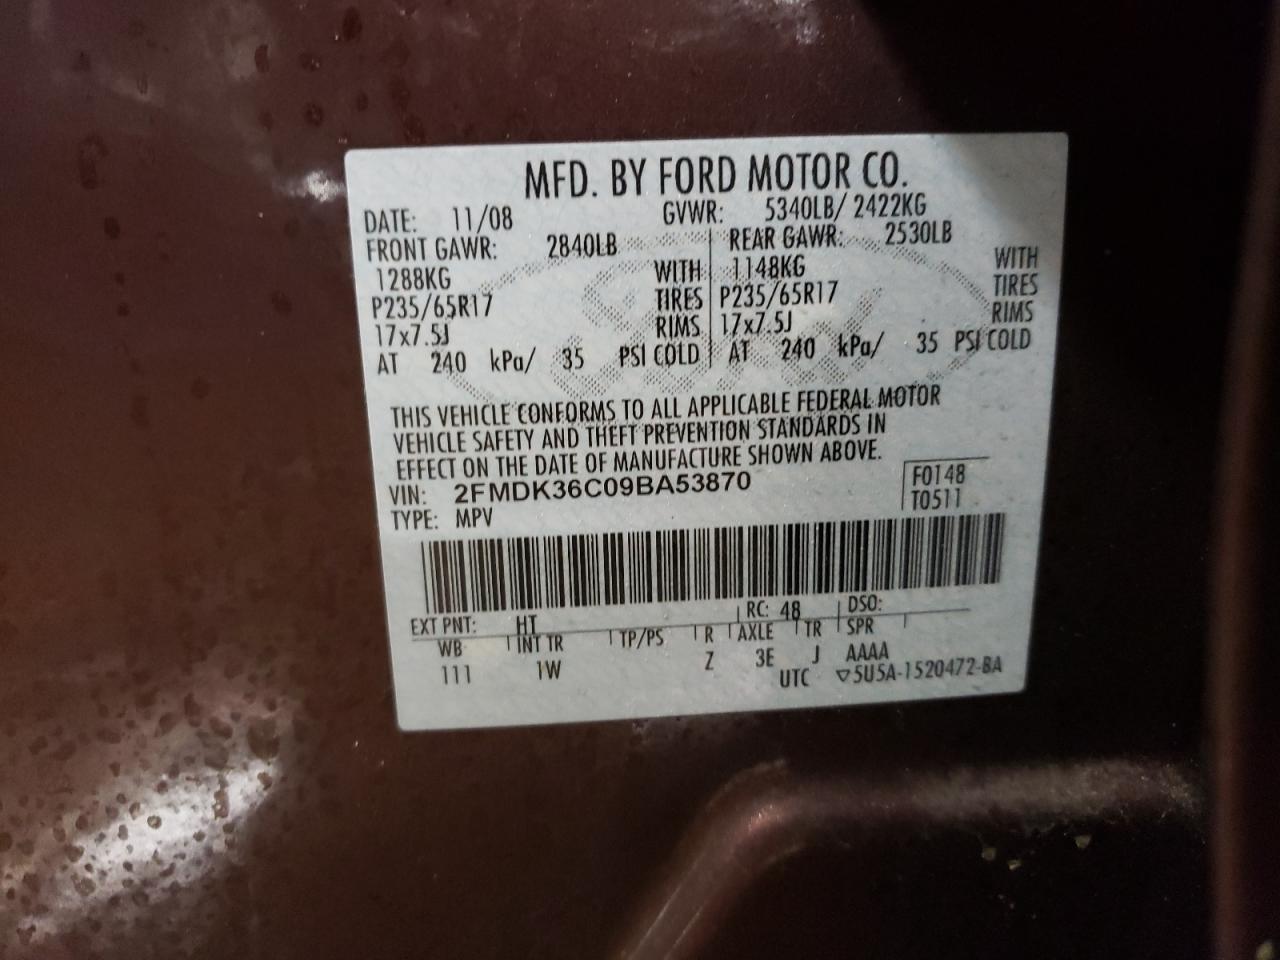 MFD. BY FORD MOTOR CO.
DATE: 11/08 GVWR: 5340LB/ 2422KG
FRONT GAWR: 2840LB REAR GAWR: 2530LB
1288KG WITH 1148KG WITH
P235/65R17 TIRES P235/65R17 TIRES
17x7.5J RIMS 17x7.5J RIMS
AT 240 kPa/ 35 PSI COLD AT 240 kPa/ 35 PSI COLD
THIS VEHICLE CONFORMS TO ALL APPLICABLE FEDERAL MOTOR
VEHICLE SAFETY AND THEFT PREVENTION STANDARDS IN
EFFECT ON THE DATE OF MANUFACTURE SHOWN ABOVE.
VIN: 2FMDK36C09BA53870 F0148
TYPE: MPV T0511
EXT PNT: HT RC: 48 DSO:
WB INT TR TP/PS R AXLE TR SPR
111 1W Z 3E J AAAA
UTC ▽5U5A-1520472-BA